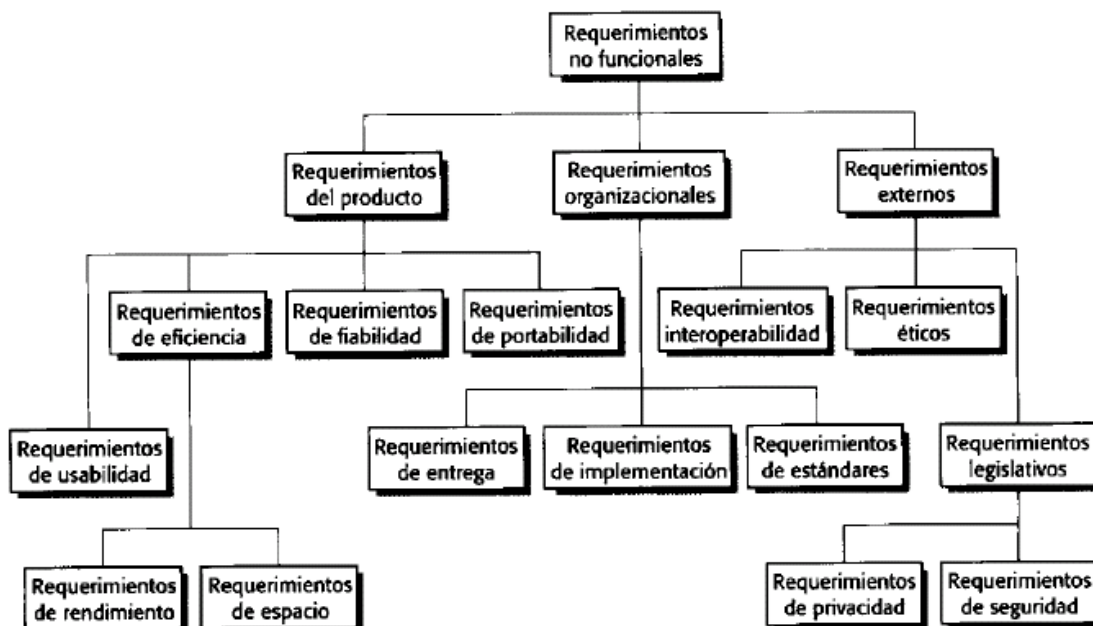 Requerimientos
no funcionales
Requerimientos
del producto
Requerimientos
organizacionales
Requerimientos
externos
Requerimientos
de eficiencia
Requerimientos
de fiabilidad
Requerimientos
de portabilidad
Requerimientos
interoperabilidad
Requerimientos
éticos
Requerimientos
de usabilidad
Requerimientos
de entrega
Requerimientos
de implementación
Requerimientos
de estándares
Requerimientos
legislativos
Requerimientos
de rendimiento
Requerimientos
de espacio
Requerimientos
de privacidad
Requerimientos
de seguridad